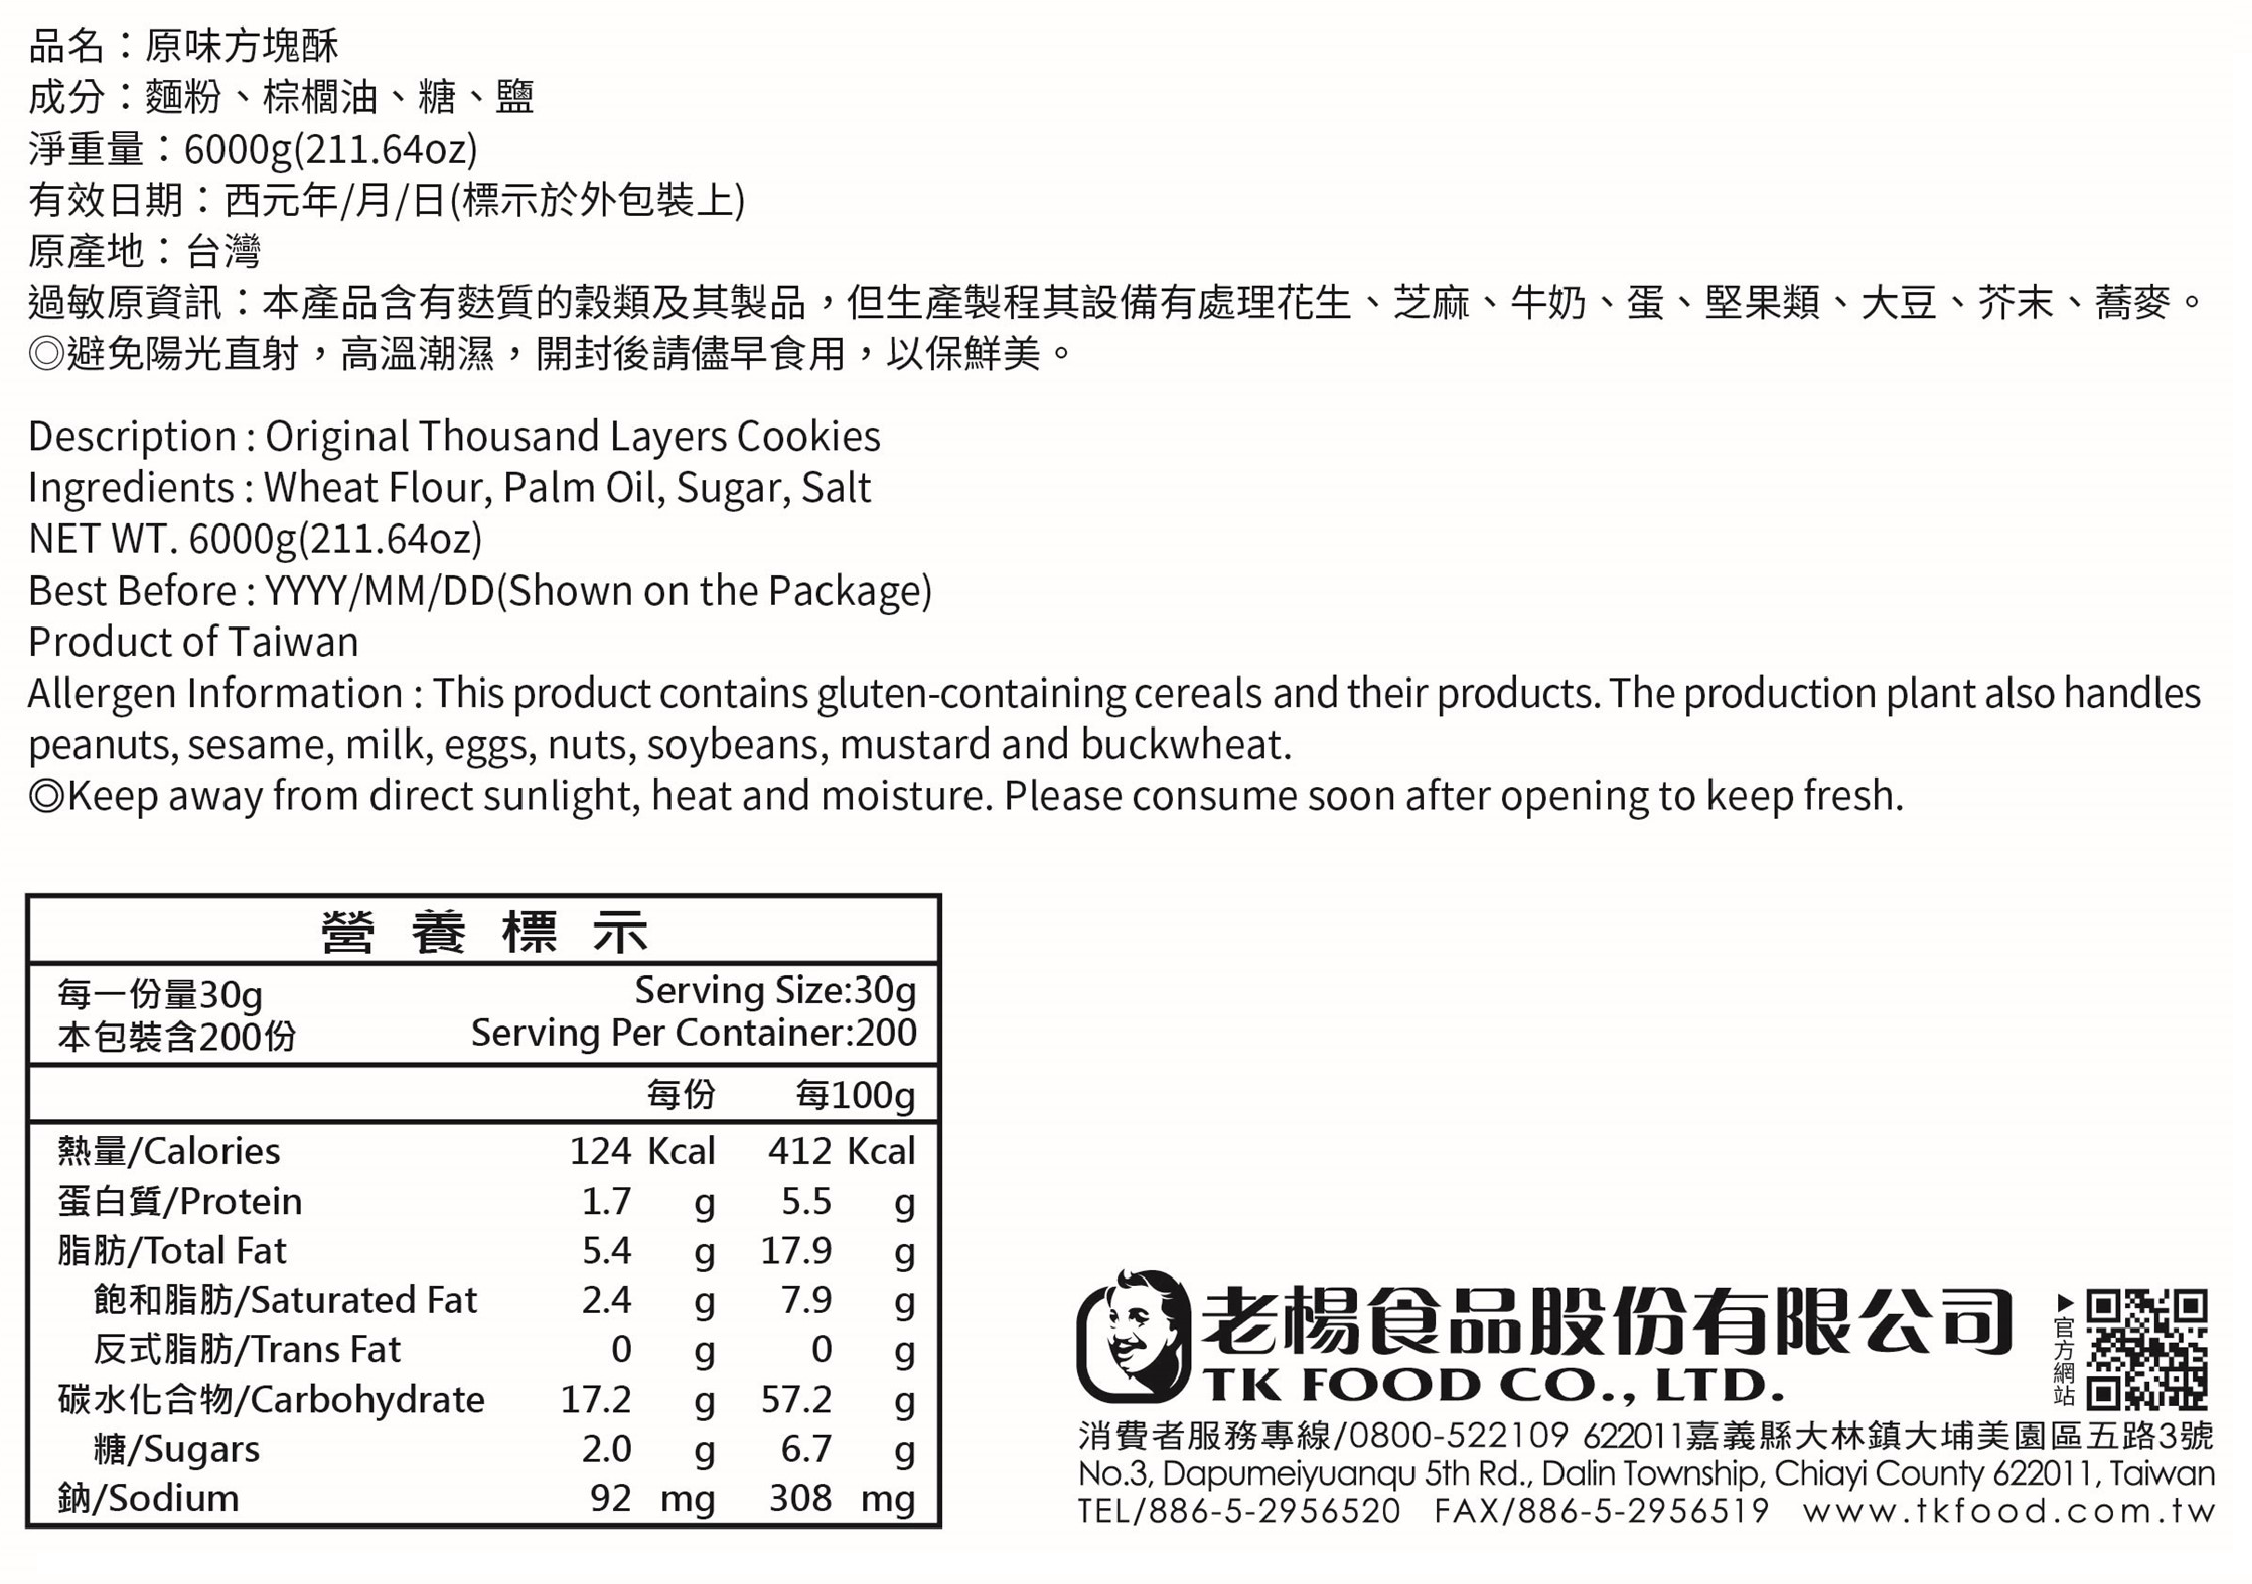 品名：原味方塊酥
成分：麵粉、棕櫚油、糖、鹽
淨重量：6000g(211.64oz)
有效日期：西元年/月/日(標示於外包裝上)
原產地：台灣
過敏原資訊：本產品含有麩質的穀類及其製品，但生產製程其設備有處理花生、芝麻、牛奶、蛋、堅果類、大豆、芥末、蕎麥。
◎避免陽光直射，高溫潮濕，開封後請儘早食用，以保鮮美。
Description : Original Thousand Layers Cookies
Ingredients : Wheat Flour, Palm Oil, Sugar, Salt
NET WT. 6000g(211.64oz)
Best Before : YYYY/MM/DD(Shown on the Package)
Product of Taiwan
Allergen Information : This product contains gluten-containing cereals and their products. The production plant also handles
peanuts, sesame, milk, eggs, nuts, soybeans, mustard and buckwheat.
◎Keep away from direct sunlight, heat and moisture. Please consume soon after opening to keep fresh.
營養標示
每一份量30g Serving Size:30g
本包裝含200份 Serving Per Container:200
每份 每100g
熱量/Calories 124 Kcal 412 Kcal
蛋白質/Protein 1.7 g 5.5 g
脂肪/Total Fat 5.4 g 17.9 g
飽和脂肪/Saturated Fat 2.4 g 7.9 g
反式脂肪/Trans Fat 0 g 0 g
碳水化合物/Carbohydrate 17.2 g 57.2 g
糖/Sugars 2.0 g 6.7 g
鈉/Sodium 92 mg 308 mg
老楊食品股份有限公司
TK FOOD CO., LTD.
▶官方網站
消費者服務專線/0800-522109 622011嘉義縣大林鎮大埔美園區五路3號
No.3, Dapumeiyuanqu 5th Rd., Dalin Township, Chiayi County 622011, Taiwan
TEL/886-5-2956520 FAX/886-5-2956519 www.tkfood.com.tw